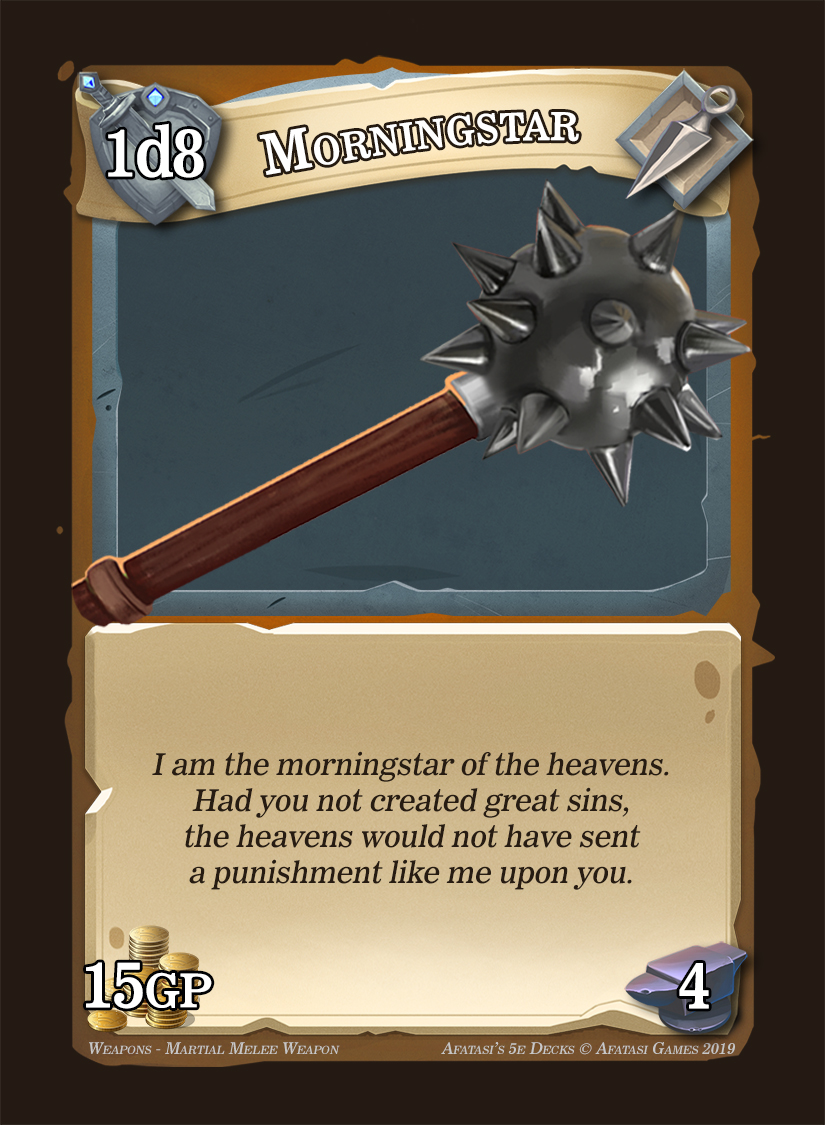 1d8
Morningstar
I am the morningstar of the heavens.
Had you not created great sins,
the heavens would not have sent
a punishment like me upon you.
15GP
4
Weapons - Martial Melee Weapon
Afatasi's 5e Decks © Afatasi Games 2019